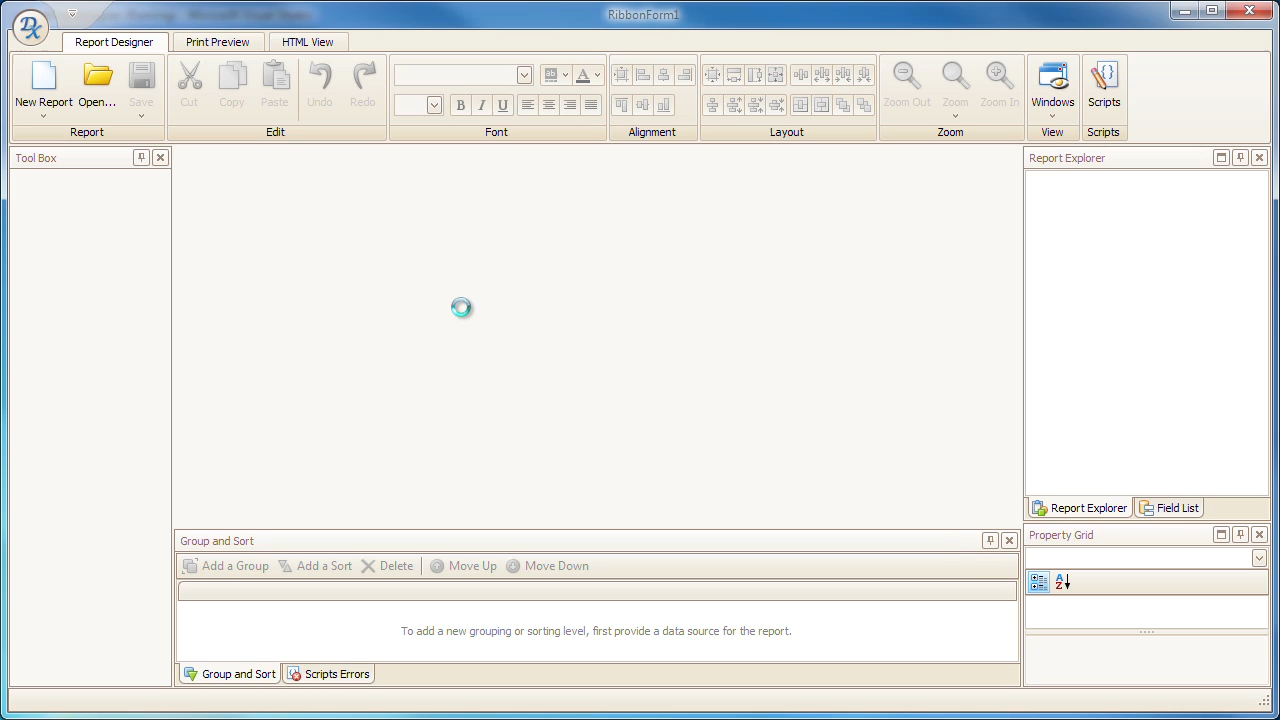 RibbonForm1
Report Designer
Print Preview
HTML View
New Report
Open...
Save
Cut
Copy
Paste
Undo
Redo
B I U
Zoom Out
Zoom
Zoom In
Windows
Scripts
Report
Edit
Font
Alignment
Layout
Zoom
View
Scripts
Tool Box
Report Explorer
Report Explorer
Field List
Group and Sort
Add a Group
Add a Sort
Delete
Move Up
Move Down
To add a new grouping or sorting level, first provide a data source for the report.
Group and Sort
Scripts Errors
Property Grid